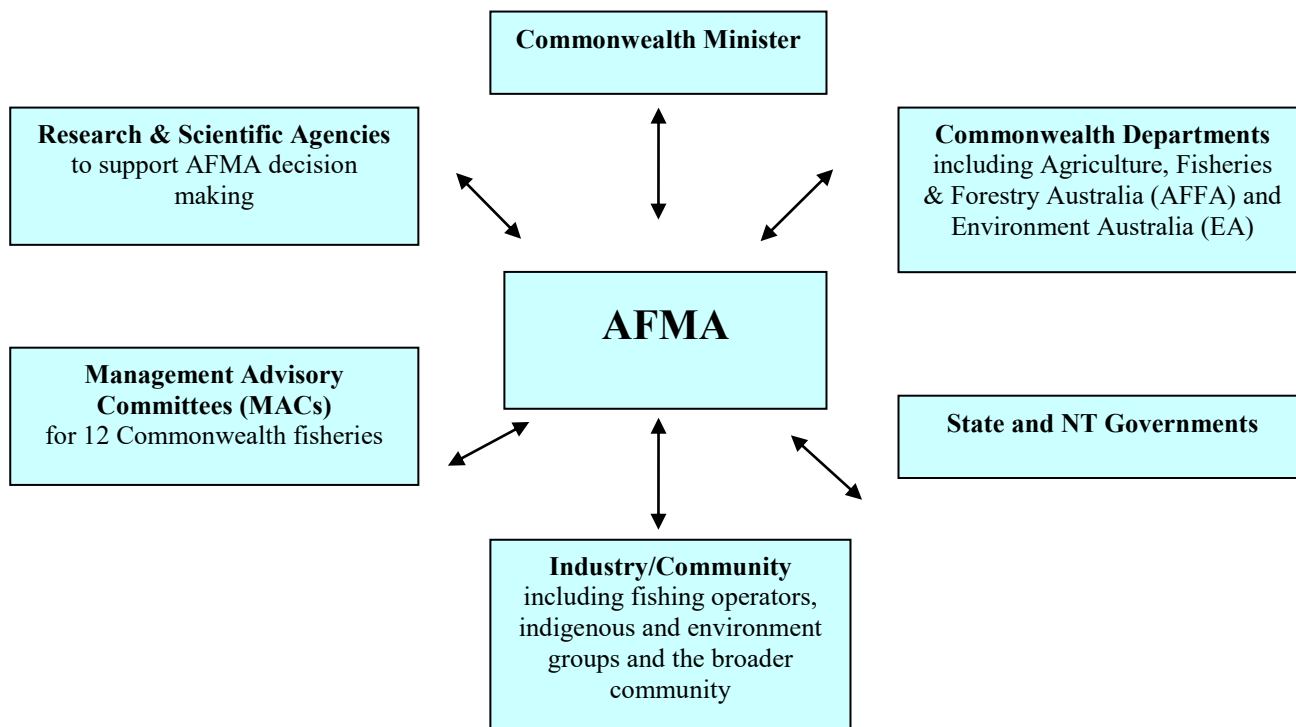 Commonwealth Minister
Research & Scientific Agencies
to support AFMA decision
making
Commonwealth Departments
including Agriculture, Fisheries
& Forestry Australia (AFFA) and
Environment Australia (EA)
AFMA
Management Advisory
Committees (MACs)
for 12 Commonwealth fisheries
State and NT Governments
Industry/Community
including fishing operators,
indigenous and environment
groups and the broader
community